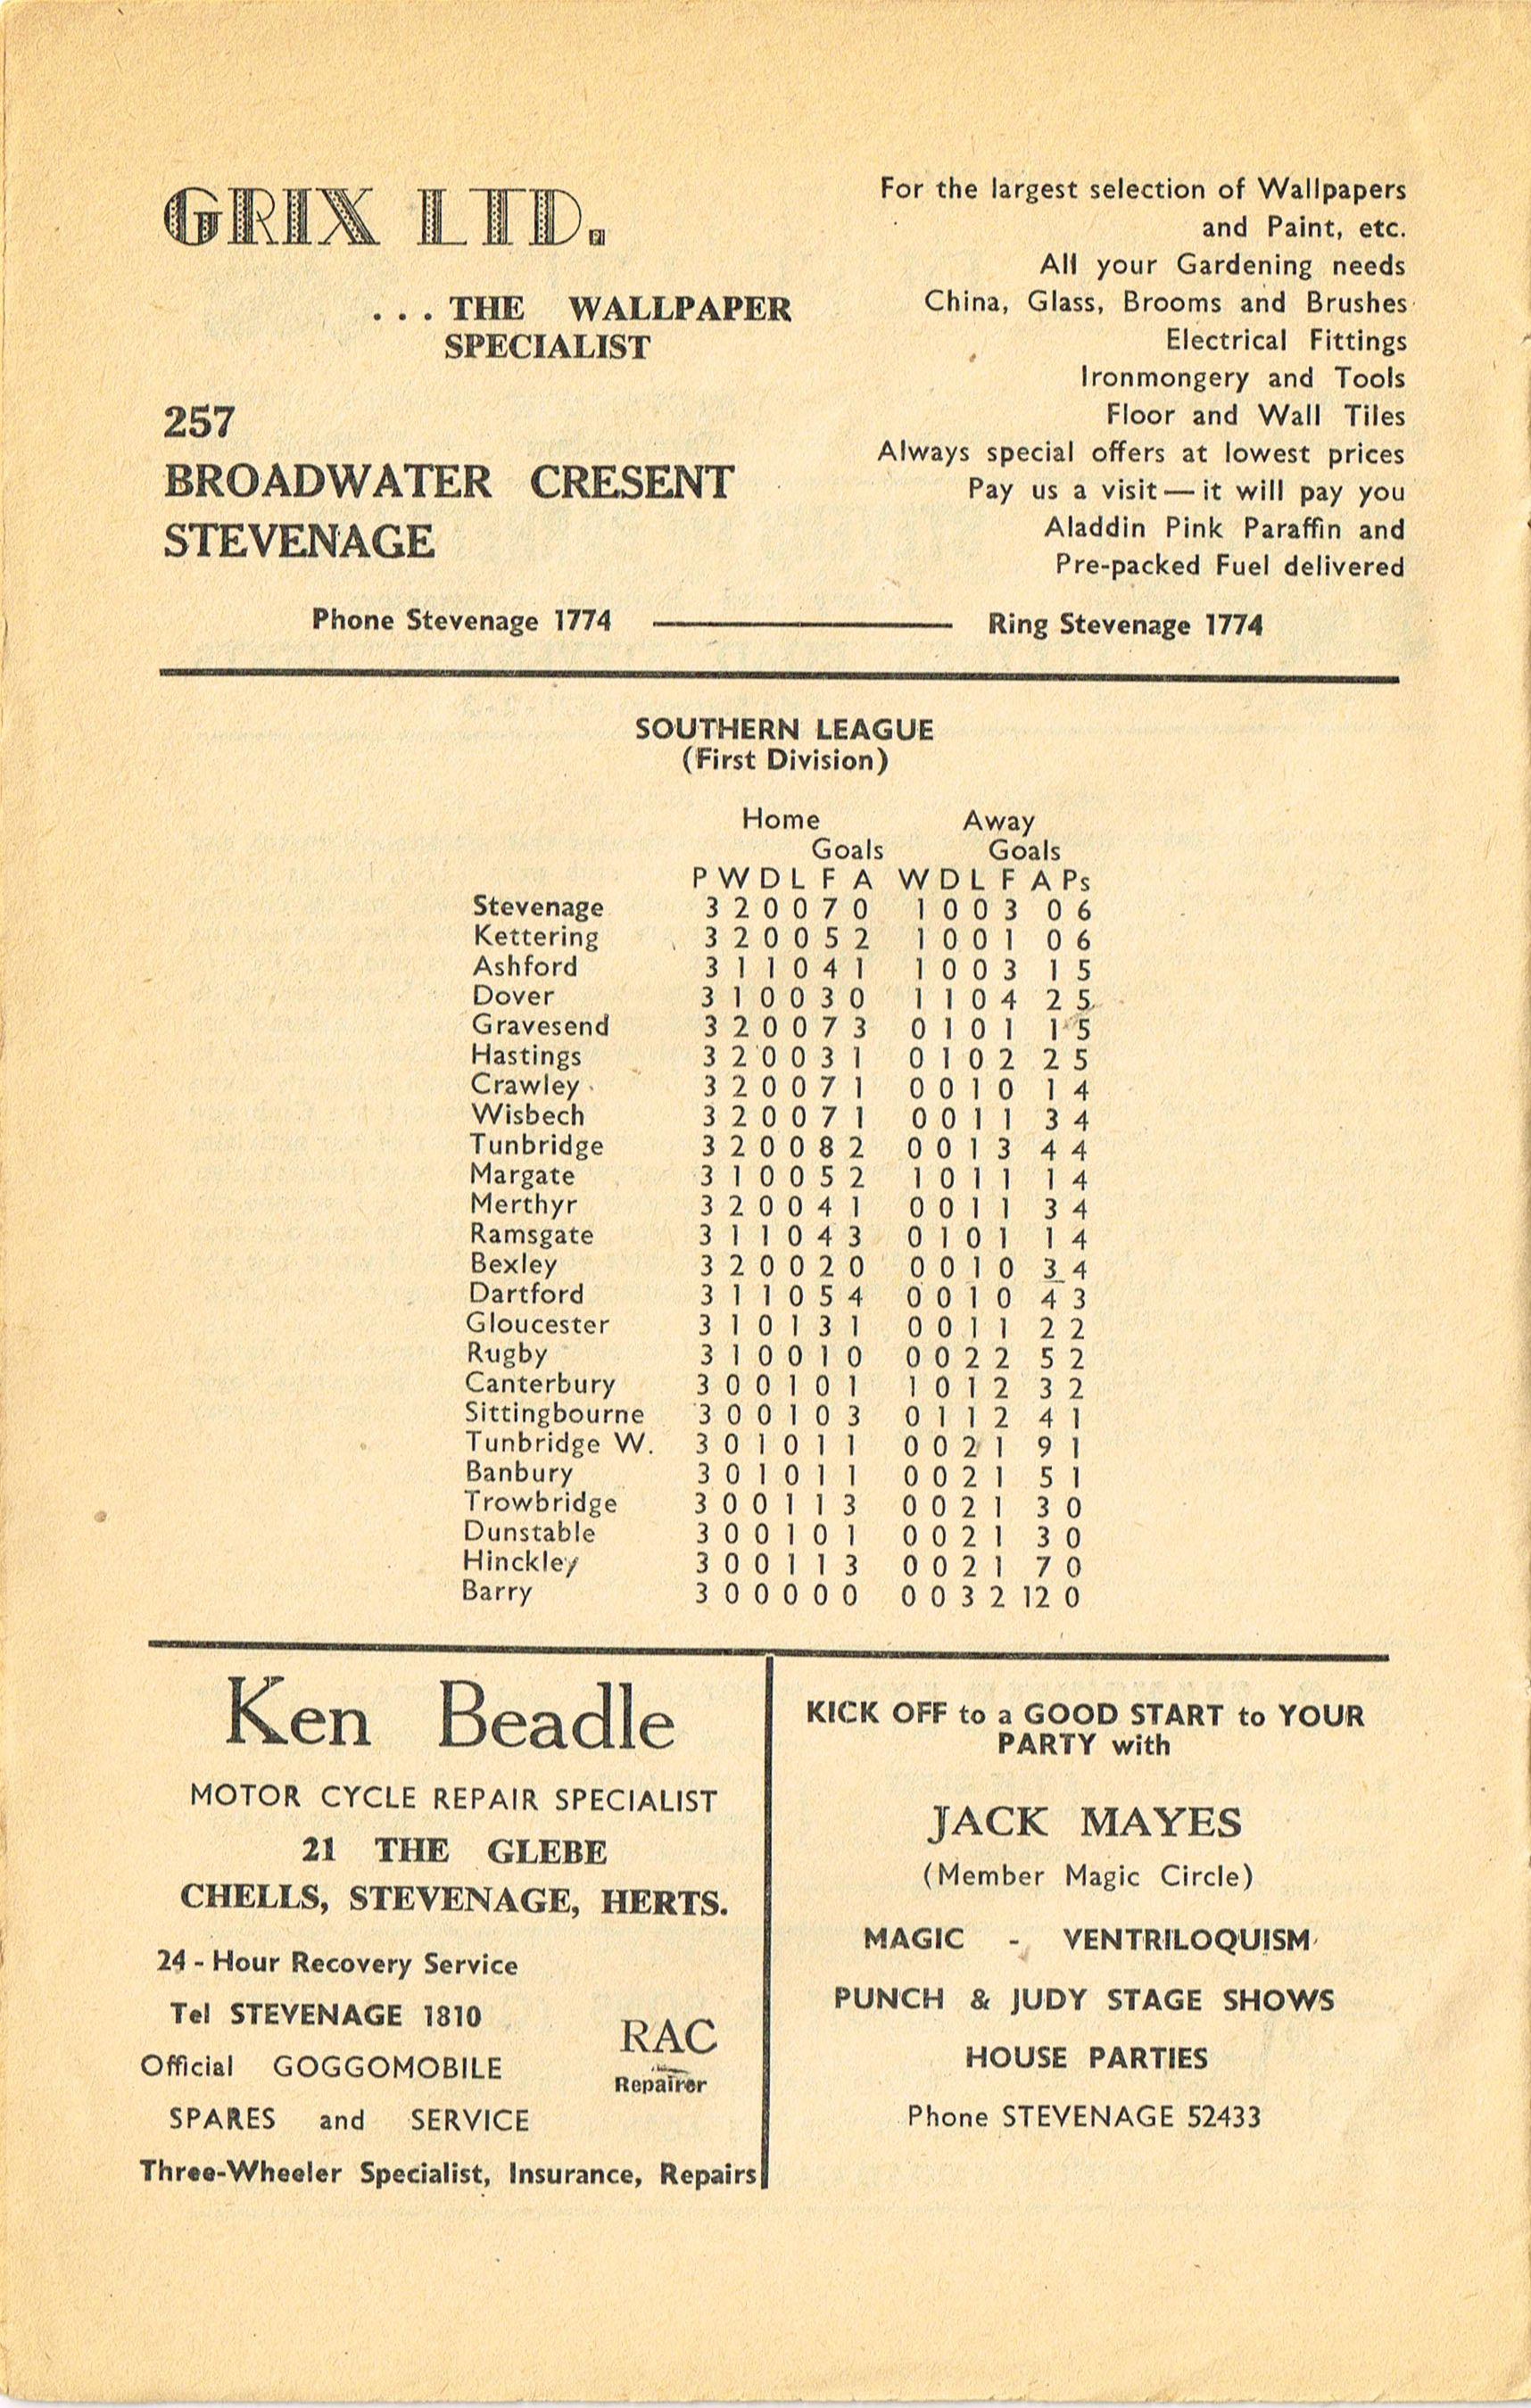 GRIX LTD.
... THE WALLPAPER
SPECIALIST
257
BROADWATER CRESENT
STEVENAGE
For the largest selection of Wallpapers
and Paint, etc.
All your Gardening needs
China, Glass, Brooms and Brushes
Electrical Fittings
Ironmongery and Tools
Floor and Wall Tiles
Always special offers at lowest prices
Pay us a visit — it will pay you
Aladdin Pink Paraffin and
Pre-packed Fuel delivered
Phone Stevenage 1774 ——— Ring Stevenage 1774
SOUTHERN LEAGUE
(First Division)
Home Away
Goals Goals
P W D L F A W D L F A Ps
Stevenage 3 2 0 0 7 0 1 0 0 3 0 6
Kettering 3 2 0 0 5 2 1 0 0 1 0 6
Ashford 3 1 1 0 4 1 1 0 0 3 1 5
Dover 3 1 0 0 3 0 1 1 0 4 2 5
Gravesend 3 2 0 0 7 3 0 1 0 1 1 5
Hastings 3 2 0 0 3 1 0 1 0 2 2 5
Crawley 3 2 0 0 7 1 0 0 1 0 1 4
Wisbech 3 2 0 0 7 1 0 0 1 1 3 4
Tunbridge 3 2 0 0 8 2 0 0 1 3 4 4
Margate 3 1 0 0 5 2 1 0 1 1 1 4
Merthyr 3 2 0 0 4 1 0 0 1 1 3 4
Ramsgate 3 1 1 0 4 3 0 1 0 1 1 4
Bexley 3 2 0 0 2 0 0 0 1 0 3 4
Dartford 3 1 1 0 5 4 0 0 1 0 4 3
Gloucester 3 1 0 1 3 1 0 0 1 1 2 2
Rugby 3 1 0 0 1 0 0 0 2 2 5 2
Canterbury 3 0 0 1 0 1 1 0 1 2 3 2
Sittingbourne 3 0 0 1 0 3 0 1 1 2 4 1
Tunbridge W. 3 0 1 0 1 1 0 0 2 1 9 1
Banbury 3 0 1 0 1 1 0 0 2 1 5 1
Trowbridge 3 0 0 1 1 3 0 0 2 1 3 0
Dunstable 3 0 0 1 0 1 0 0 2 1 3 0
Hinckley 3 0 0 1 1 3 0 0 2 1 7 0
Barry 3 0 0 0 0 0 0 0 3 2 12 0
Ken Beadle
MOTOR CYCLE REPAIR SPECIALIST
21 THE GLEBE
CHELLS, STEVENAGE, HERTS.
24 - Hour Recovery Service
Tel STEVENAGE 1810
RAC
Official GOGGOMOBILE
Repairer
SPARES and SERVICE
Three-Wheeler Specialist, Insurance, Repairs
KICK OFF to a GOOD START to YOUR
PARTY with
JACK MAYES
(Member Magic Circle)
MAGIC - VENTRILOQUISM
PUNCH & JUDY STAGE SHOWS
HOUSE PARTIES
Phone STEVENAGE 52433